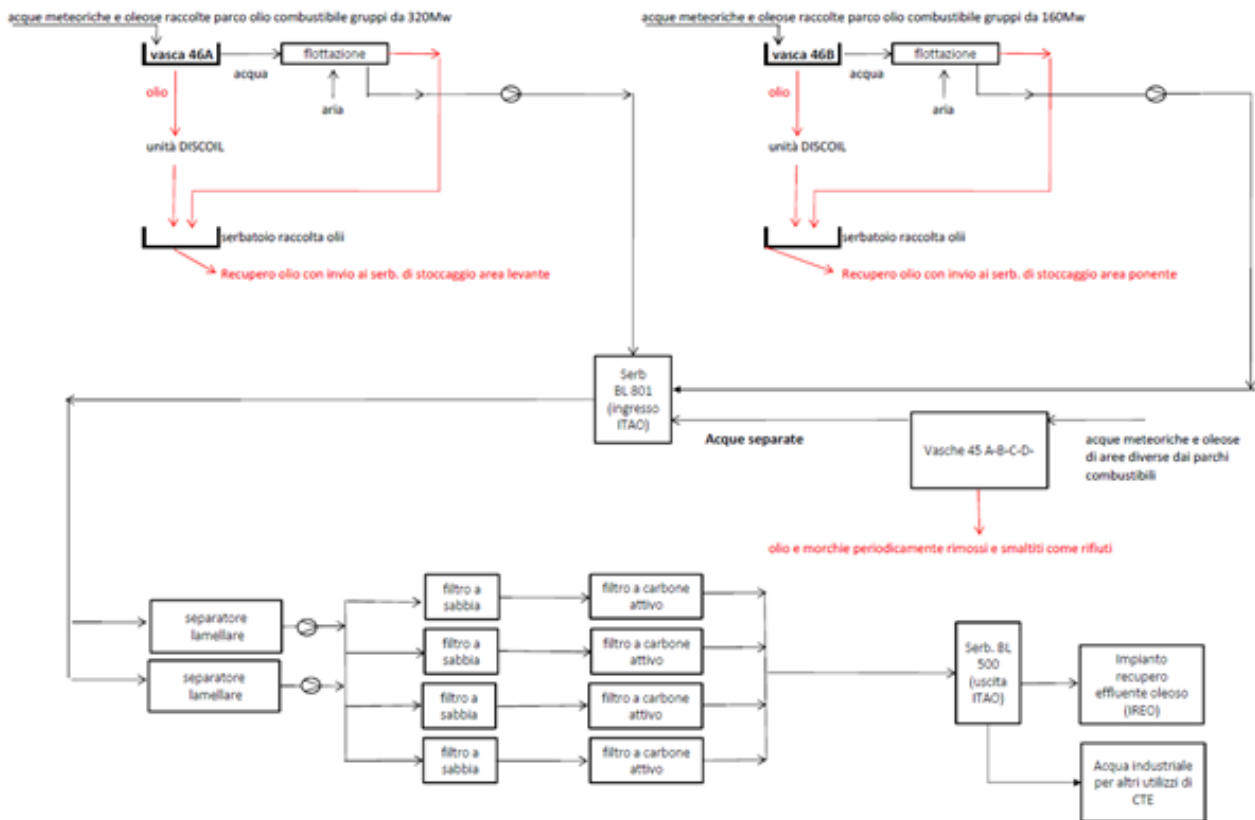 acque meteoriche e oleose raccolte parco olio combustibile gruppi da 320Mw
vasca 46A
flottazione
acqua
olio
aria
unità DISCOIL
serbatoio raccolta olii
Recupero olio con invio ai serb. di stoccaggio area levante
acque meteoriche e oleose raccolte parco olio combustibile gruppi da 160Mw
vasca 46B
flottazione
acqua
olio
aria
unità DISCOIL
serbatoio raccolta olii
Recupero olio con invio ai serb. di stoccaggio area ponente
Serb
BL 801
(ingresso
ITAO)
Acque separate
Vasche 45 A-B-C-D-
acque meteoriche e oleose
di aree diverse dai parchi
combustibili
olio e morchie periodicamente rimossi e smaltiti come rifiuti
separatore
lamellare
separatore
lamellare
filtro a
sabbia
filtro a carbone
attivo
filtro a
sabbia
filtro a carbone
attivo
filtro a
sabbia
filtro a carbone
attivo
filtro a
sabbia
filtro a carbone
attivo
Serb. BL
500
(uscita
ITAO)
Impianto
recupero
effluente oleoso
(IREO)
Acqua industriale
per altri utilizzi di
CTE